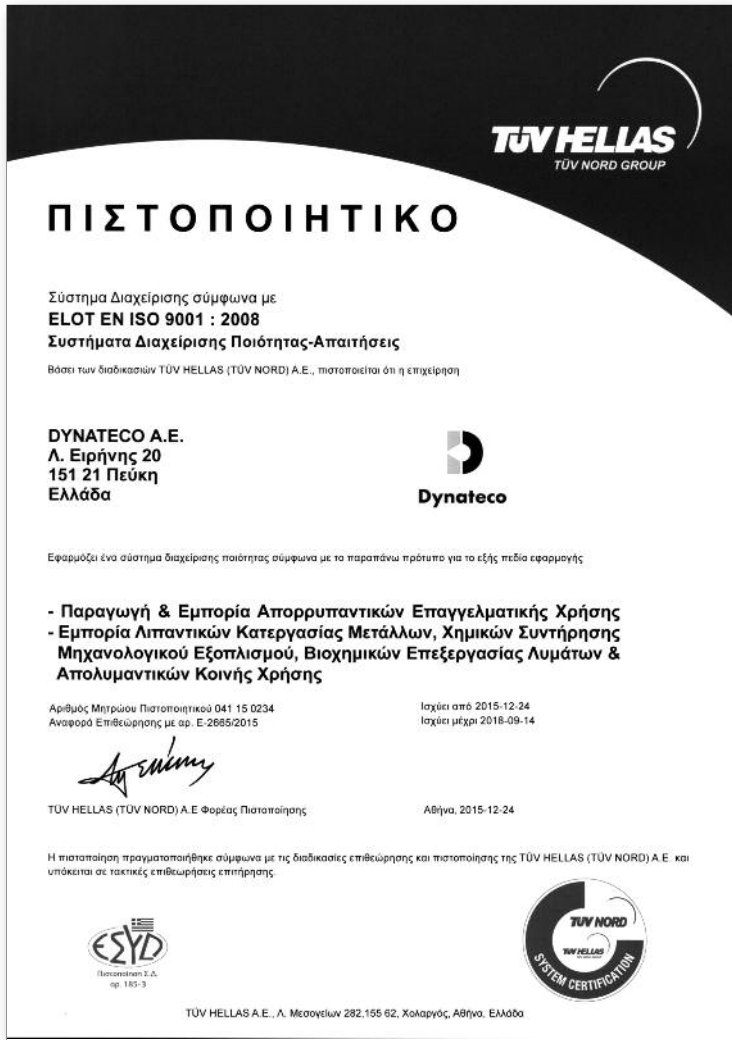 TÜV HELLAS
TÜV NORD GROUP
ΠΙΣΤΟΠΟΙΗΤΙΚΟ
Σύστημα Διαχείρισης σύμφωνα με
ELOT EN ISO 9001 : 2008
Συστήματα Διαχείρισης Ποιότητας-Απαιτήσεις
Βάσει των διαδικασιών TÜV HELLAS (TÜV NORD) Α.Ε., πιστοποιείται ότι η επιχείρηση
DYNATECO Α.Ε.
Λ. Ειρήνης 20
151 21 Πεύκη
Ελλάδα
Dynateco
Εφαρμόζει ένα σύστημα διαχείρισης ποιότητας σύμφωνα με το παραπάνω πρότυπο για το εξής πεδίο εφαρμογής
- Παραγωγή & Εμπορία Απορρυπαντικών Επαγγελματικής Χρήσης
- Εμπορία Λιπαντικών Κατεργασίας Μετάλλων, Χημικών Συντήρησης
Μηχανολογικού Εξοπλισμού, Βιοχημικών Επεξεργασίας Λυμάτων &
Απολυμαντικών Κοινής Χρήσης
Αριθμός Μητρώου Πιστοποιητικού 041 15 0234
Αναφορά Επιθεώρησης με αρ. Ε-2665/2015
Ισχύει από 2015-12-24
Ισχύει μέχρι 2018-09-14
TÜV HELLAS (TÜV NORD) Α.Ε Φορέας Πιστοποίησης
Αθήνα, 2015-12-24
Η πιστοποίηση πραγματοποιήθηκε σύμφωνα με τις διαδικασίες επιθεώρησης και πιστοποίησης της TÜV HELLAS (TÜV NORD) Α.Ε και
υπόκειται σε τακτικές επιθεωρήσεις επιτήρησης.
ΕΣΥD
Πιστοποίηση Σ.Δ.
αρ. 185-3
TÜV NORD
TÜV HELLAS
SYSTEM CERTIFICATION
TÜV HELLAS Α.Ε., Λ. Μεσογείων 282,155 62, Χολαργός, Αθήνα, Ελλάδα